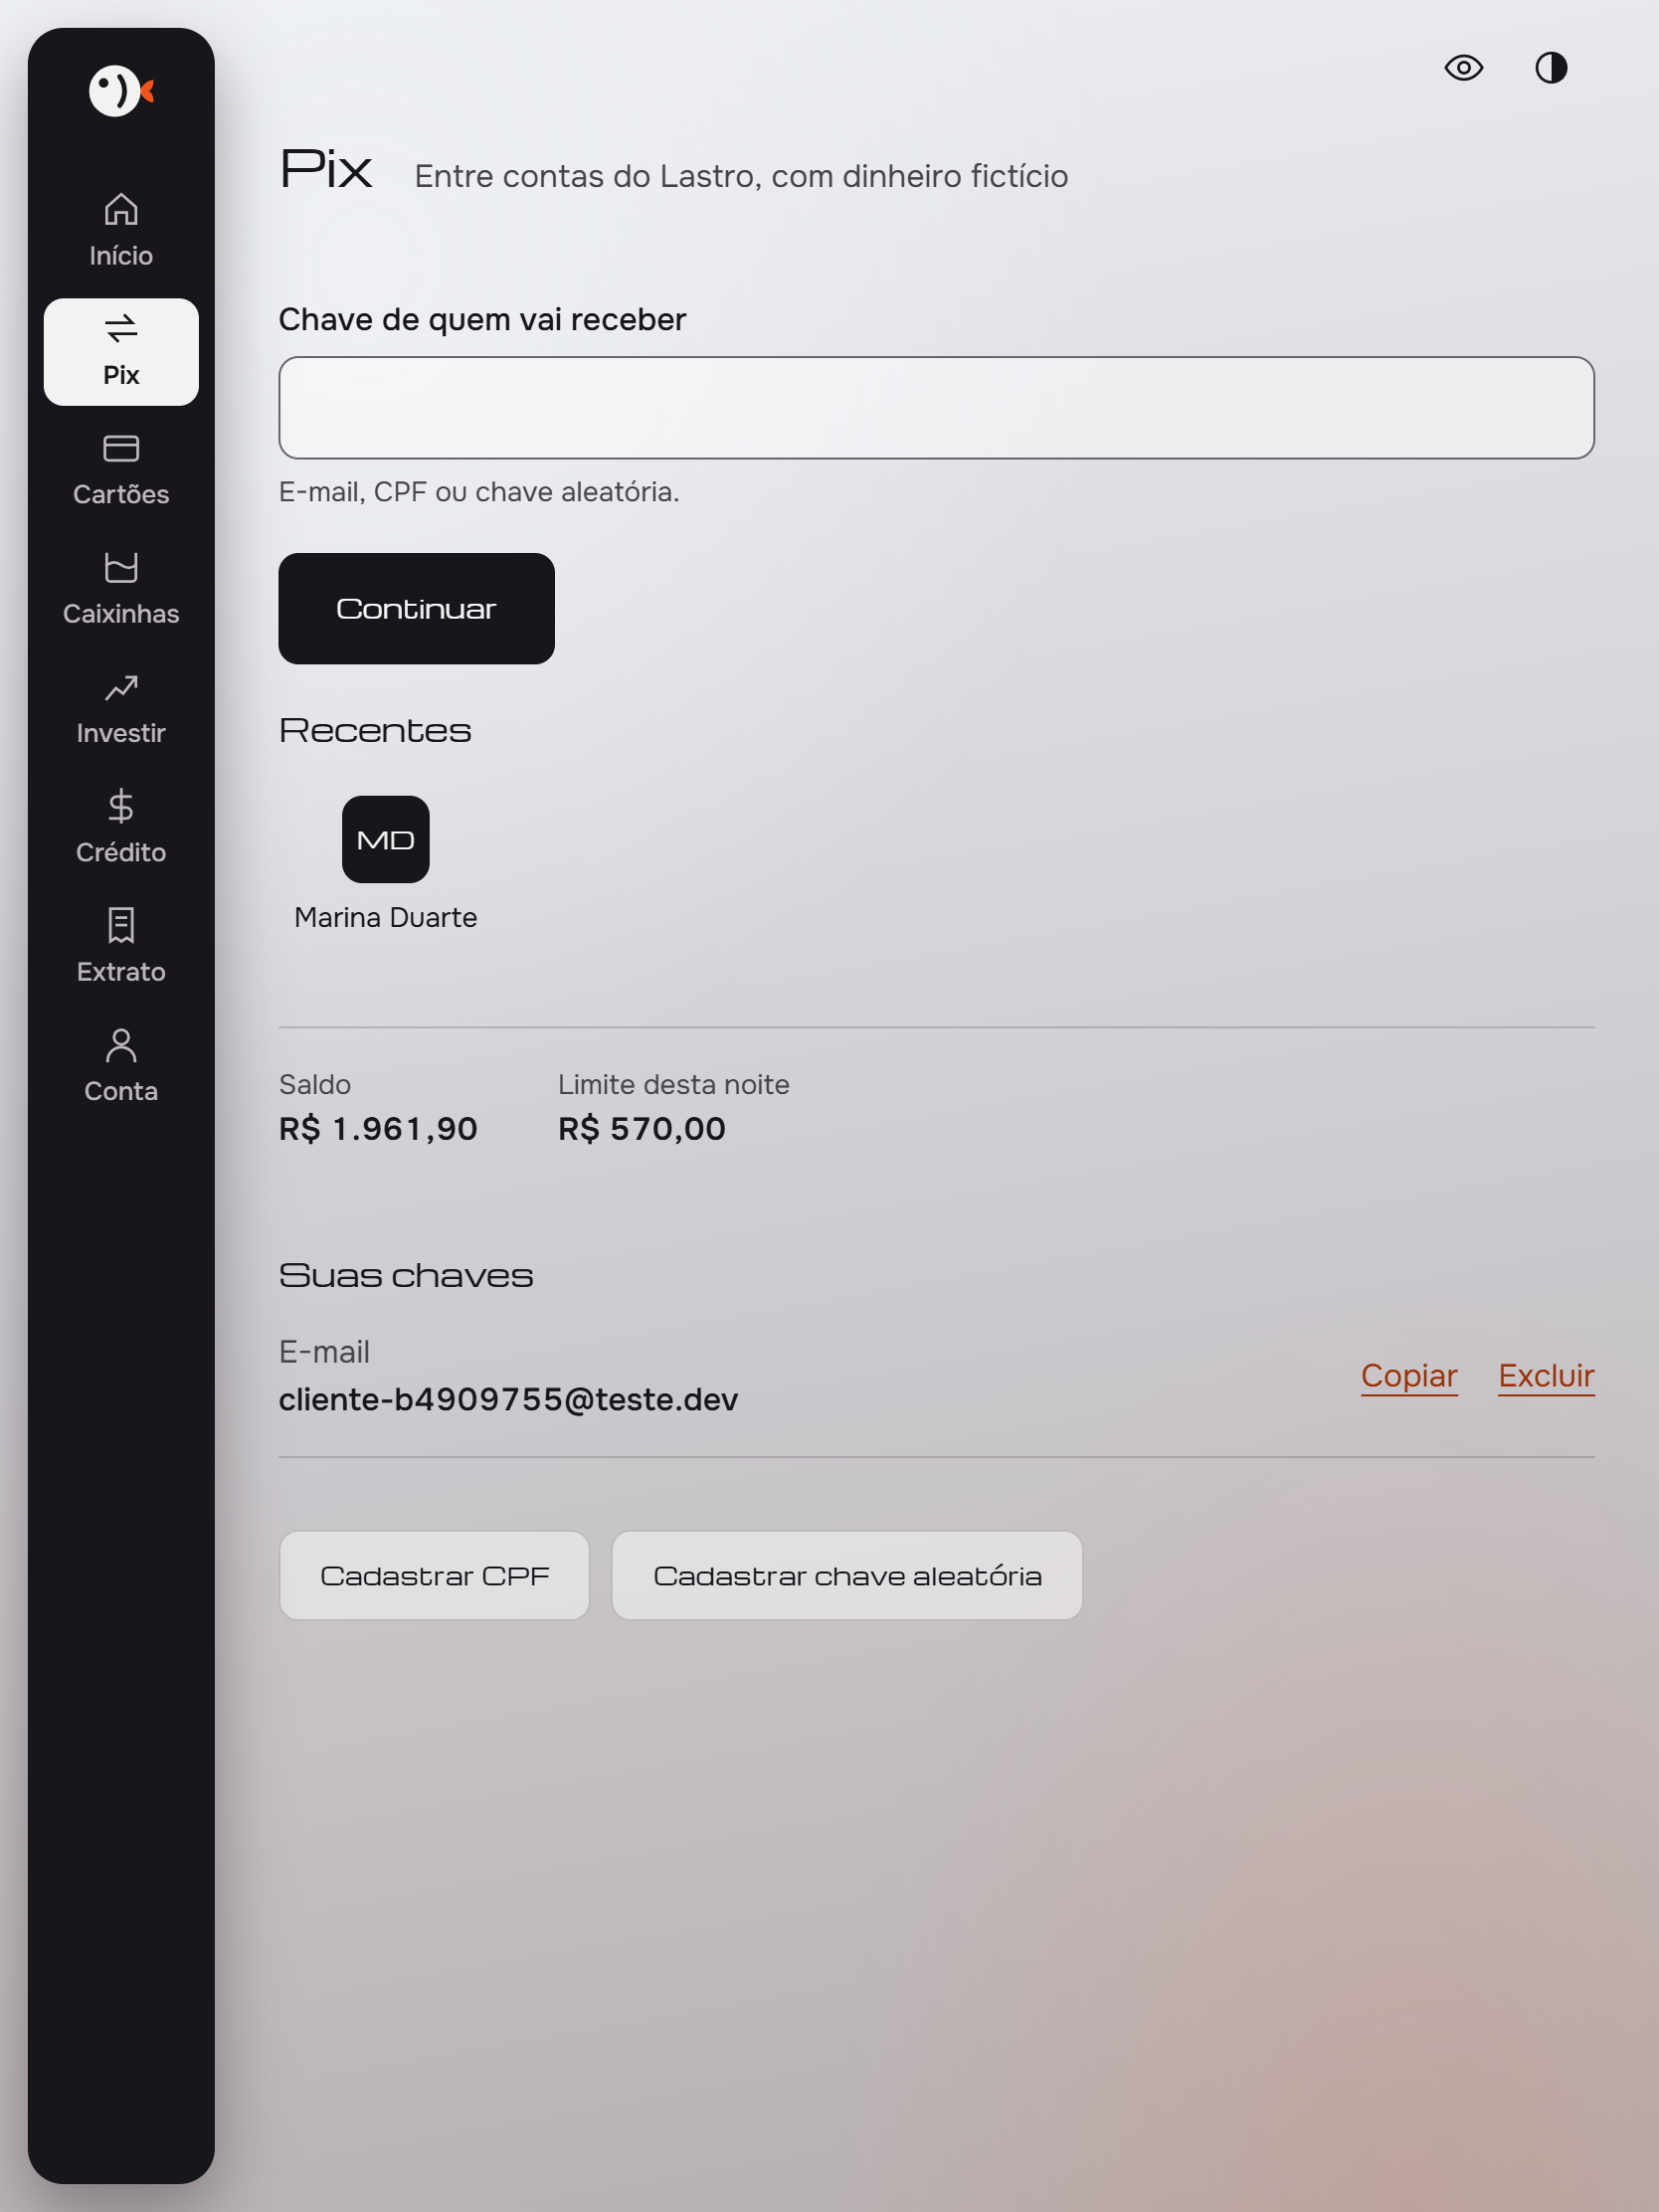 Início
Pix
Cartões
Caixinhas
Investir
Crédito
Extrato
Conta
Pix
Entre contas do Lastro, com dinheiro fictício
Chave de quem vai receber
E-mail, CPF ou chave aleatória.
Continuar
Recentes
MD
Marina Duarte
Saldo
R$ 1.961,90
Limite desta noite
R$ 570,00
Suas chaves
E-mail
cliente-b4909755@teste.dev
Copiar
Excluir
Cadastrar CPF
Cadastrar chave aleatória